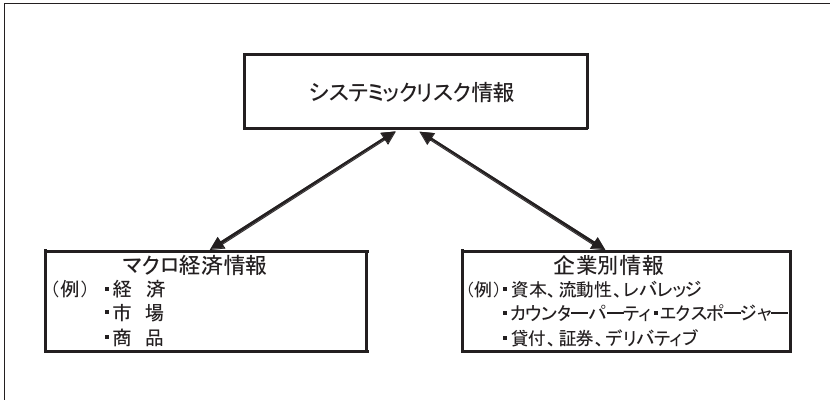 システミックリスク情報
マクロ経済情報
(例) ・経　済
・市　場
・商　品
企業別情報
(例)・資本、流動性、レバレッジ
・カウンターパーティ・エクスポージャー
・貸付、証券、デリバティブ